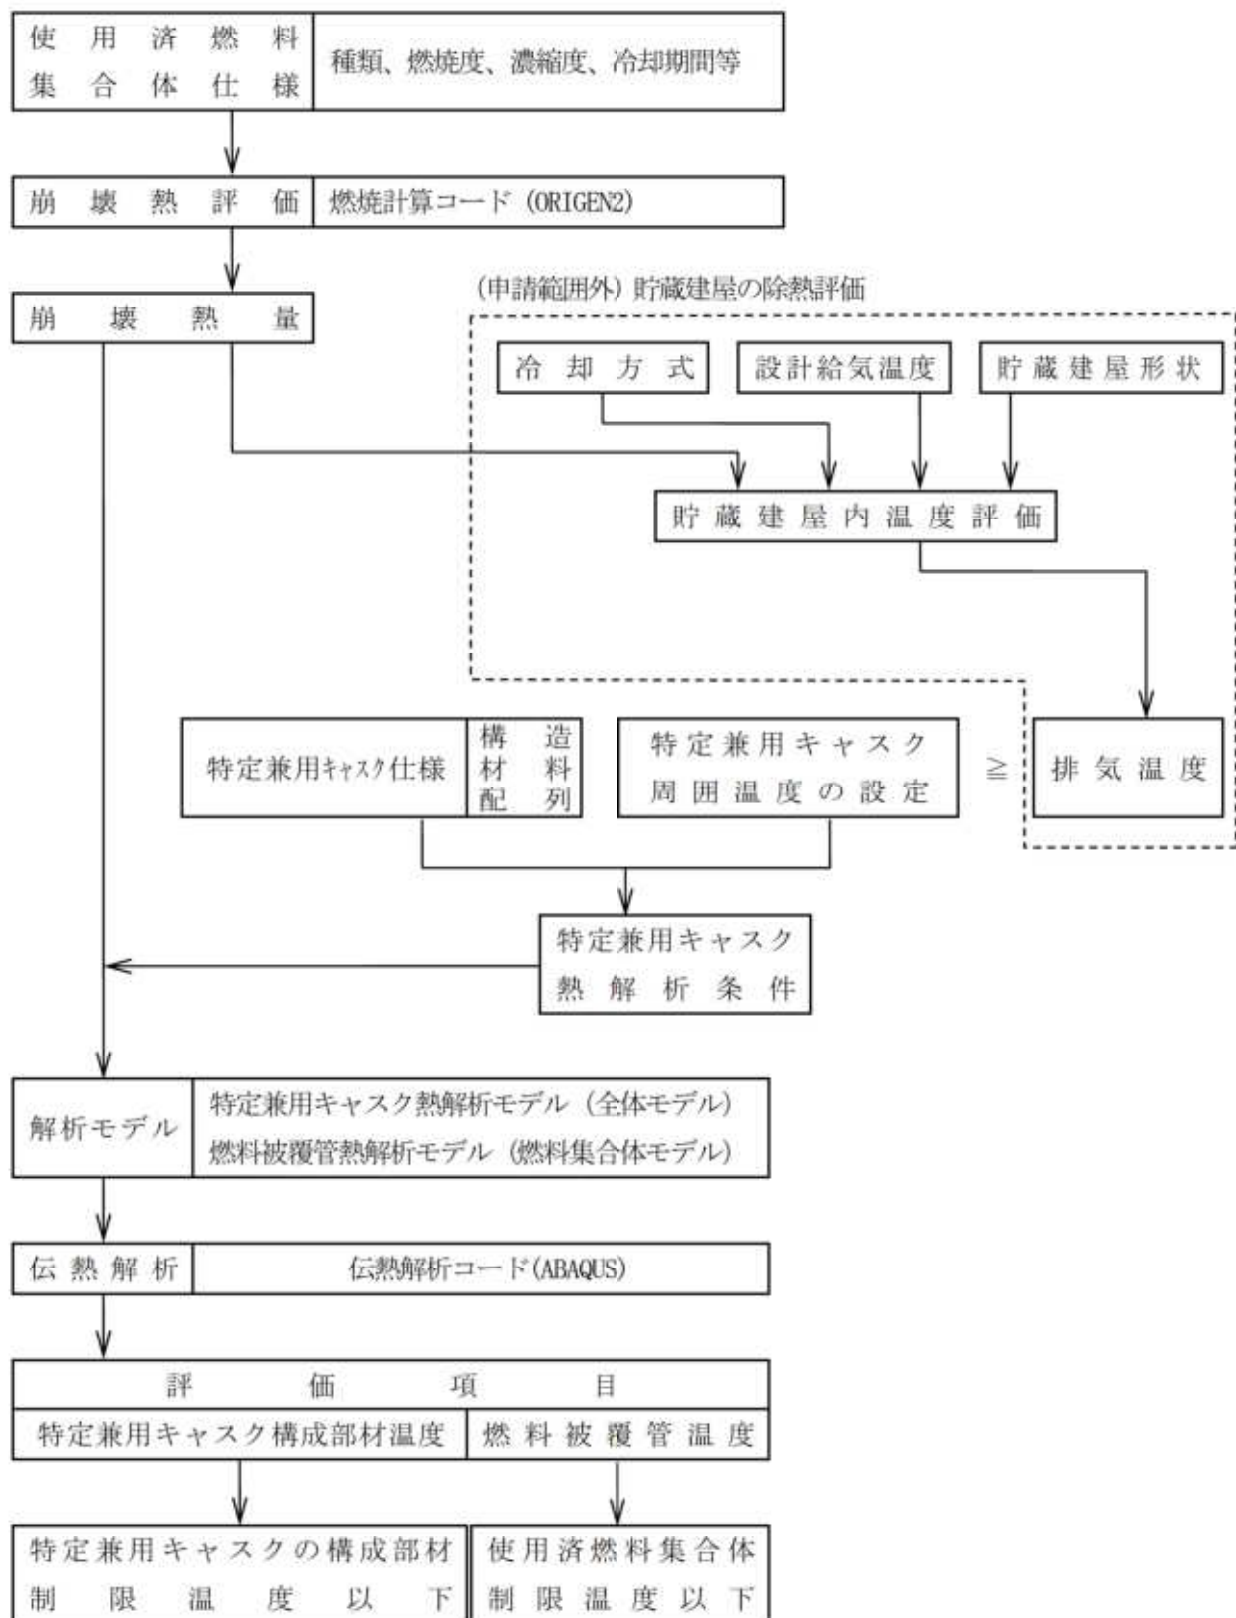 使用済燃料
集合体仕様
種類、燃焼度、濃縮度、冷却期間等
崩壊熱評価
燃焼計算コード (ORIGEN2)
崩壊熱量
(申請範囲外) 貯蔵建屋の除熱評価
冷却方式
設計給気温度
貯蔵建屋形状
貯蔵建屋内温度評価
特定兼用キャスク仕様
構造
材料
配列
特定兼用キャスク
周囲温度の設定
≧
排気温度
特定兼用キャスク
熱解析条件
解析モデル
特定兼用キャスク熱解析モデル (全体モデル)
燃料被覆管熱解析モデル (燃料集合体モデル)
伝熱解析
伝熱解析コード(ABAQUS)
評価項目
特定兼用キャスク構成部材温度
燃料被覆管温度
特定兼用キャスクの構成部材
制限温度以下
使用済燃料集合体
制限温度以下